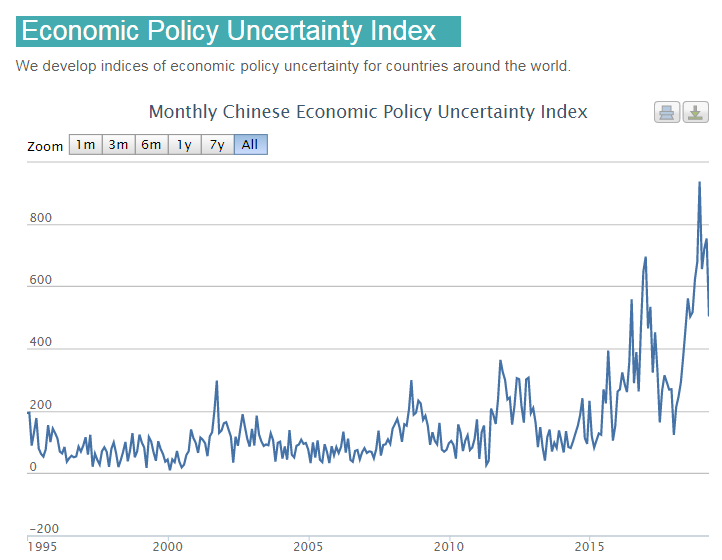 Economic Policy Uncertainty Index
We develop indices of economic policy uncertainty for countries around the world.
Monthly Chinese Economic Policy Uncertainty Index
Zoom 1m 3m 6m 1y 7y All
800
600
400
200
0
-200
1995 2000 2005 2010 2015